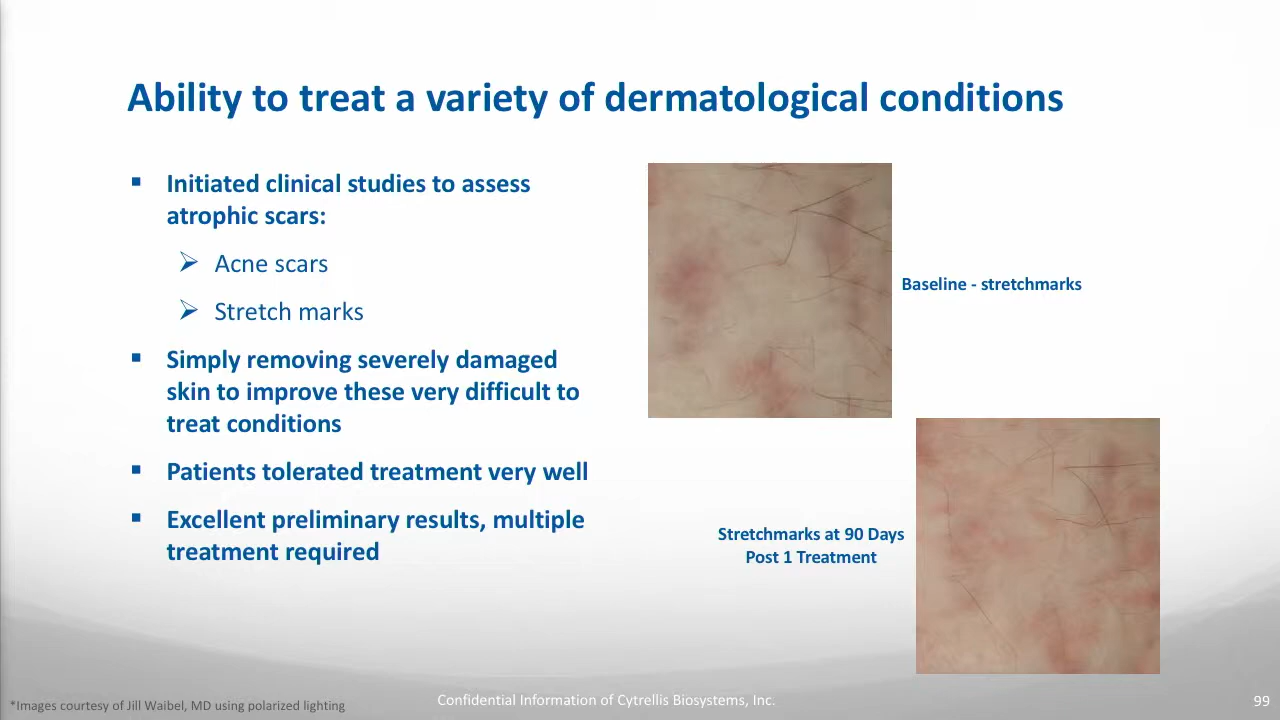 Ability to treat a variety of dermatological conditions
Initiated clinical studies to assess
atrophic scars:
Acne scars
Stretch marks
Simply removing severely damaged
skin to improve these very difficult to
treat conditions
Patients tolerated treatment very well
Excellent preliminary results, multiple
treatment required
Baseline - stretchmarks
Stretchmarks at 90 Days
Post 1 Treatment
*Images courtesy of Jill Waibel, MD using polarized lighting
Confidential Information of Cytrellis Biosystems, Inc.
99